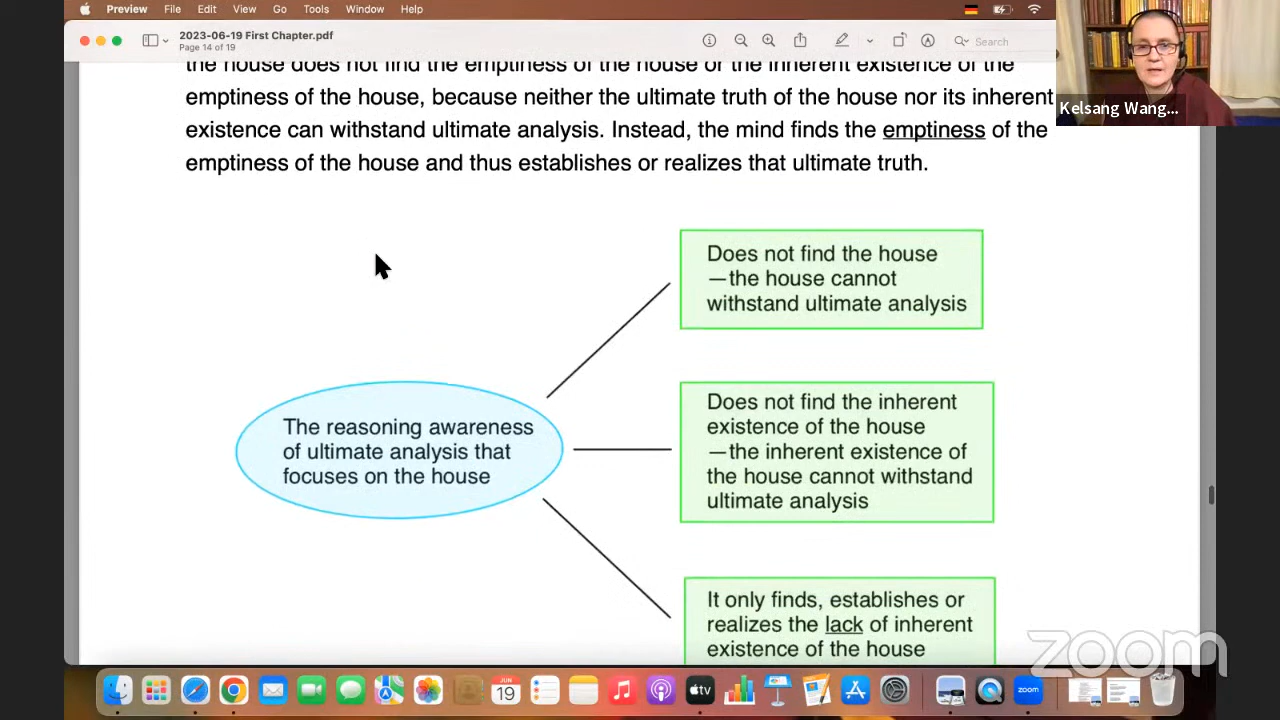 Preview File Edit View Go Tools Window Help
2023-06-19 First Chapter.pdf
Page 14 of 19
Search
Kelsang Wang...
the house does not find the emptiness of the house or the inherent existence of the
emptiness of the house, because neither the ultimate truth of the house nor its inherent
existence can withstand ultimate analysis. Instead, the mind finds the emptiness of the
emptiness of the house and thus establishes or realizes that ultimate truth.
Does not find the house
—the house cannot
withstand ultimate analysis
The reasoning awareness
of ultimate analysis that
focuses on the house
Does not find the inherent
existence of the house
—the inherent existence of
the house cannot withstand
ultimate analysis
It only finds, establishes or
realizes the lack of inherent
existence of the house
zoom
JUN
19
tv
zoom